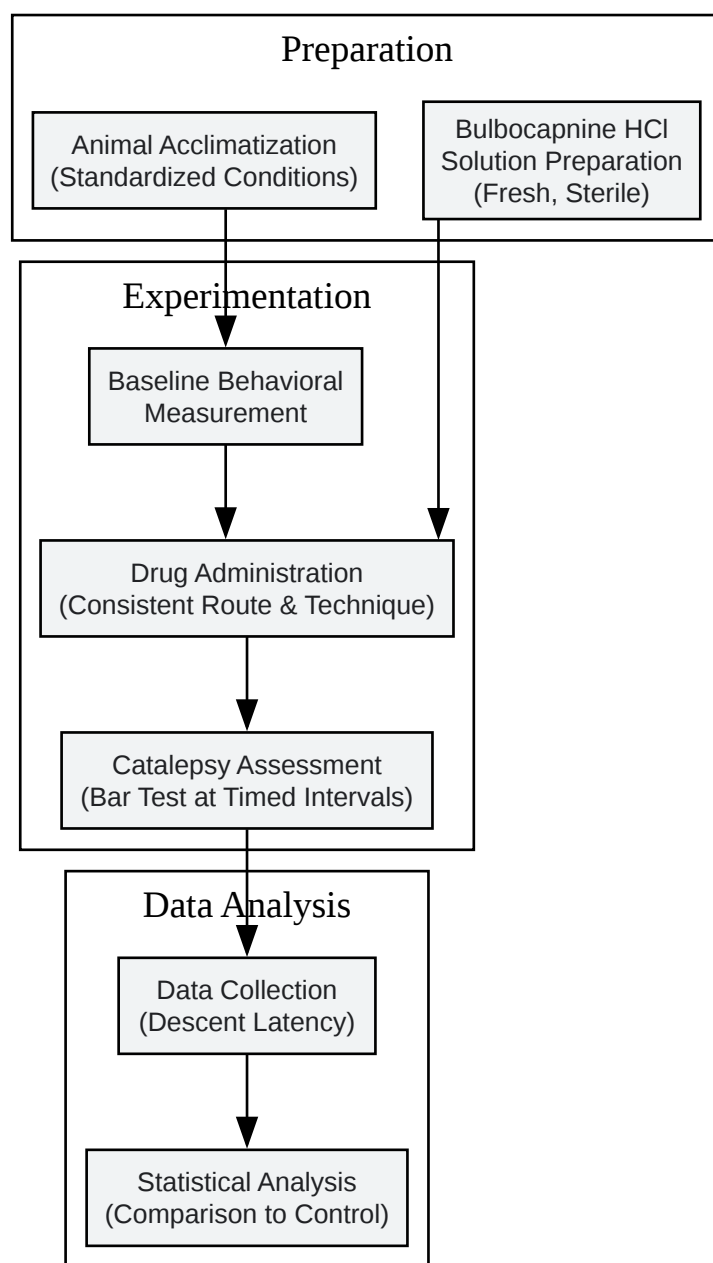 Preparation
Animal Acclimatization
(Standardized Conditions)
Bulbocapnine HCl
Solution Preparation
(Fresh, Sterile)
Experimentation
Baseline Behavioral
Measurement
Drug Administration
(Consistent Route & Technique)
Catalepsy Assessment
(Bar Test at Timed Intervals)
Data Analysis
Data Collection
(Descent Latency)
Statistical Analysis
(Comparison to Control)